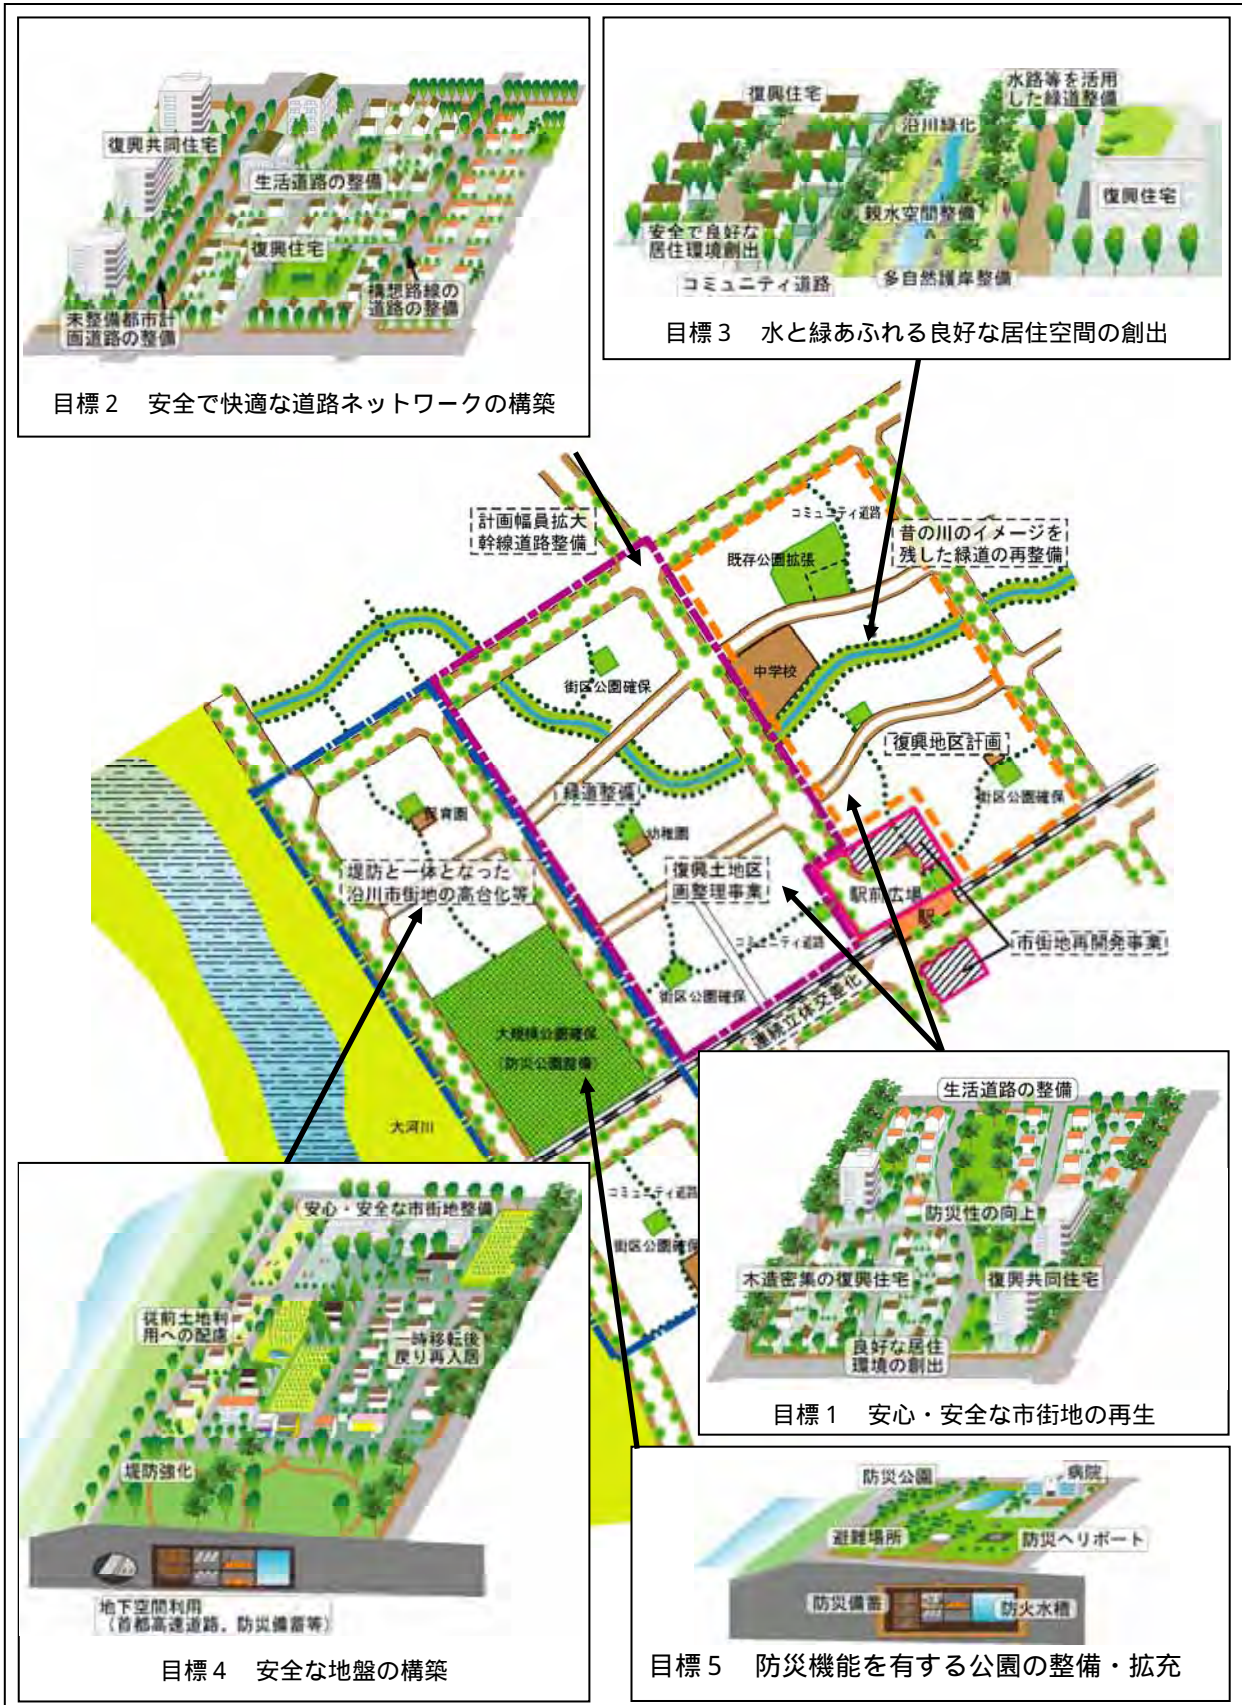 復興共同住宅
生活道路の整備
復興住宅
構想路線の
道路の整備
未整備都市計
画道路の整備
目標2 安全で快適な道路ネットワークの構築
復興住宅
水路等を活用
した緑道整備
沿川緑化
親水空間整備
復興住宅
安全で良好な
居住環境創出
コミュニティ道路
多自然護岸整備
目標3 水と緑あふれる良好な居住空間の創出
計画幅員拡大
幹線道路整備
コミュニティ道路
既存公園拡張
昔の川のイメージを
残した緑道の再整備
中学校
街区公園確保
復興地区計画
緑道整備
街区公園確保
保育園
幼稚園
堤防と一体となった
沿川市街地の高台化等
復興土地区
画整理事業
駅前広場
駅
コミュニティ道路
市街地再開発事業
街区公園確保
連続立体交差化
大規模公園確保
(防災公園整備)
大河川
コミュニティ道路
街区公園確保
生活道路の整備
防災性の向上
木造密集の復興住宅
復興共同住宅
良好な居住
環境の創出
目標1 安心・安全な市街地の再生
安心・安全な市街地整備
従前土地利
用への配慮
一時移転後
戻り再入居
堤防強化
地下空間利用
(首都高速道路、防災備蓄等)
目標4 安全な地盤の構築
防災公園
病院
避難場所
防災ヘリポート
防災備蓄
防火水槽
目標5 防災機能を有する公園の整備・拡充